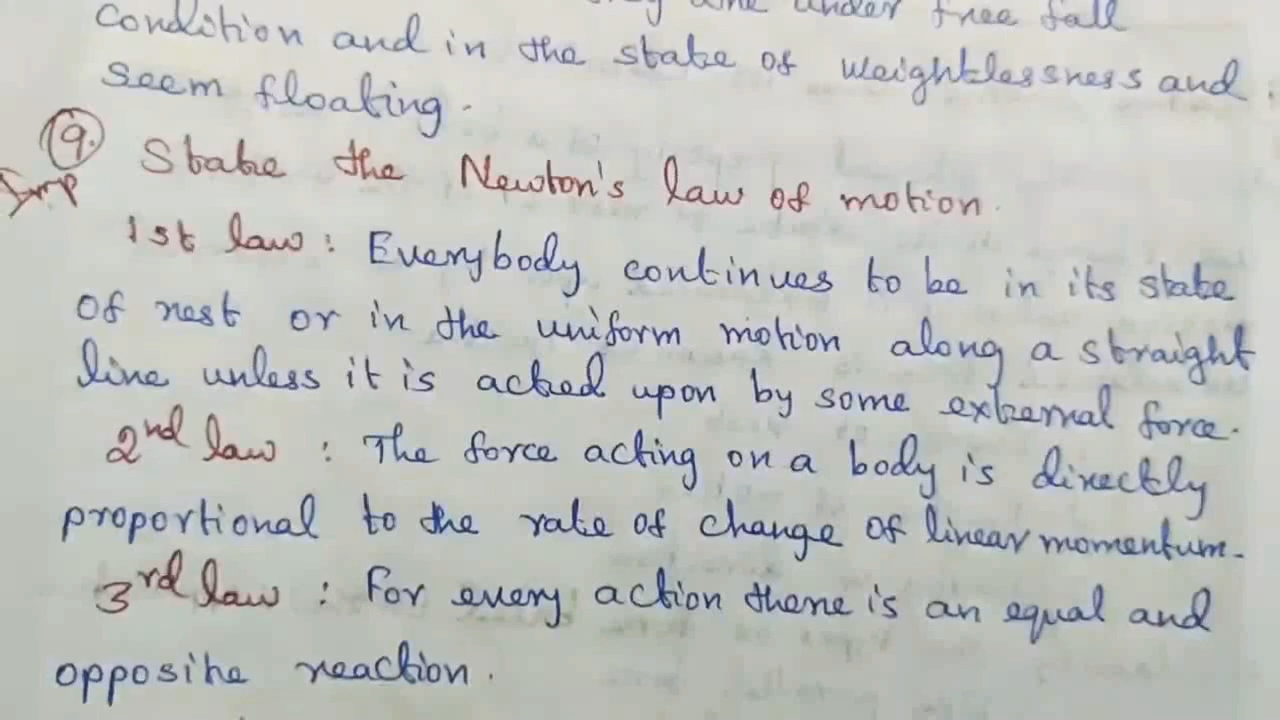 under free fall
condition and in the state of weightlessness and
seem floating.
9. State the Newton's law of motion.
Imp
1st law : Everybody continues to be in its state
of rest or in the uniform motion along a straight
line unless it is acted upon by some external force.
2nd law : The force acting on a body is directly
proportional to the rate of change of linear momentum.
3rd law : For every action there is an equal and
opposite reaction.